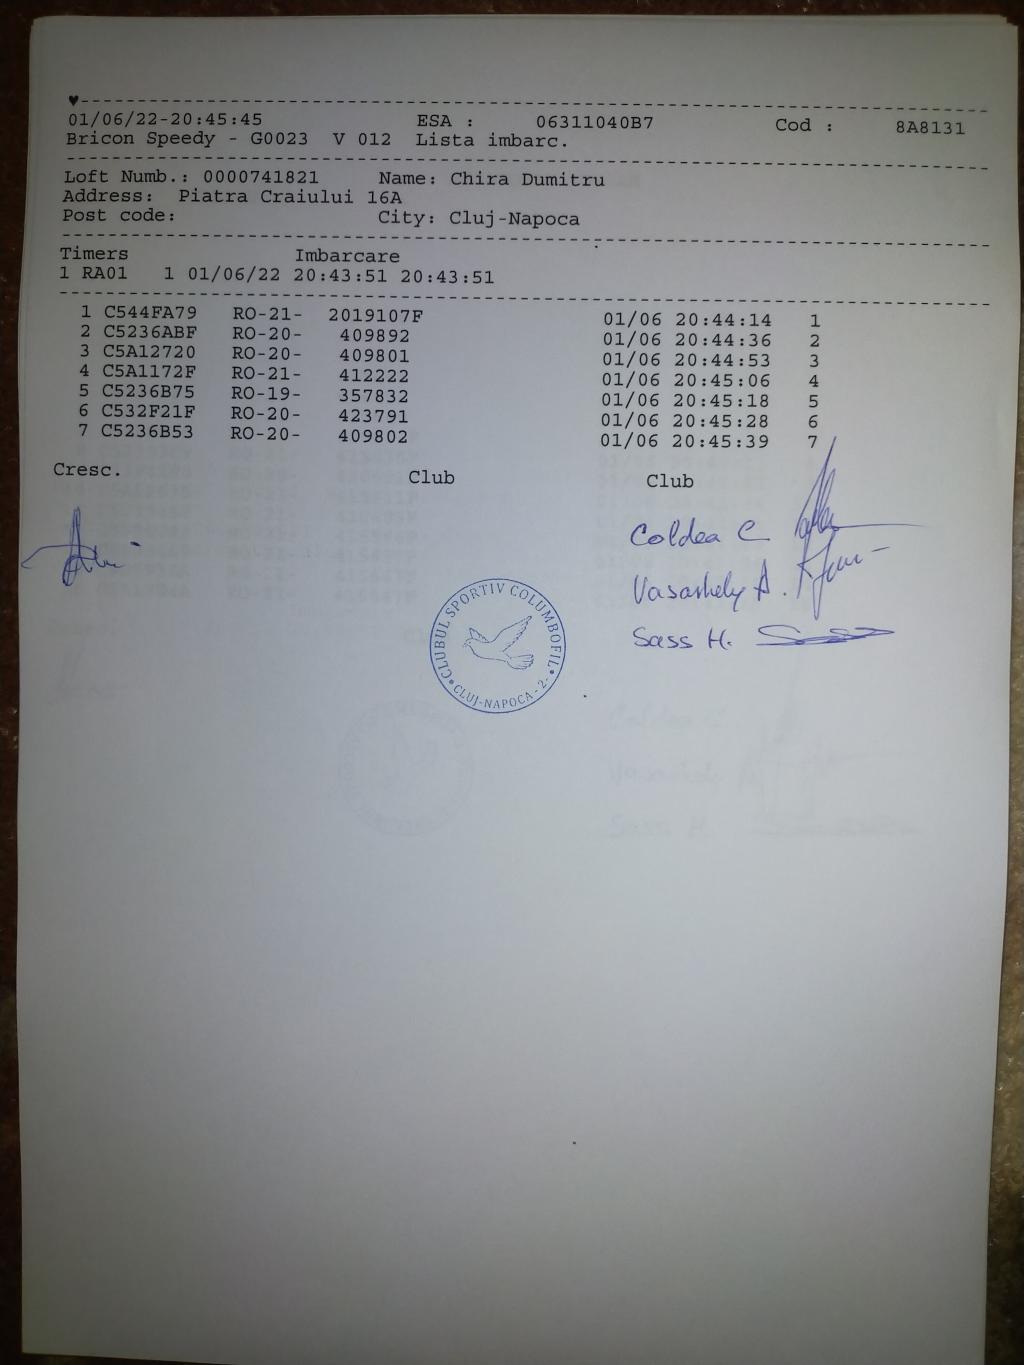 ♥
01/06/22-20:45:45 ESA : 06311040B7 Cod : 8A8131
Bricon Speedy - G0023 V 012 Lista imbarc.
Loft Numb.: 0000741821 Name: Chira Dumitru
Address: Piatra Craiului 16A
Post code: City: Cluj-Napoca
Timers Imbarcare
1 RA01 1 01/06/22 20:43:51 20:43:51
1 C544FA79 RO-21- 2019107F 01/06 20:44:14 1
2 C5236ABF RO-20- 409892 01/06 20:44:36 2
3 C5A12720 RO-20- 409801 01/06 20:44:53 3
4 C5A1172F RO-21- 412222 01/06 20:45:06 4
5 C5236B75 RO-19- 357832 01/06 20:45:18 5
6 C532F21F RO-20- 423791 01/06 20:45:28 6
7 C5236B53 RO-20- 409802 01/06 20:45:39 7
Cresc. Club Club
Coldea C
Vasarhely A.
Sass H.
CLUBUL SPORTIV COLUMBOFIL
CLUJ-NAPOCA-2-